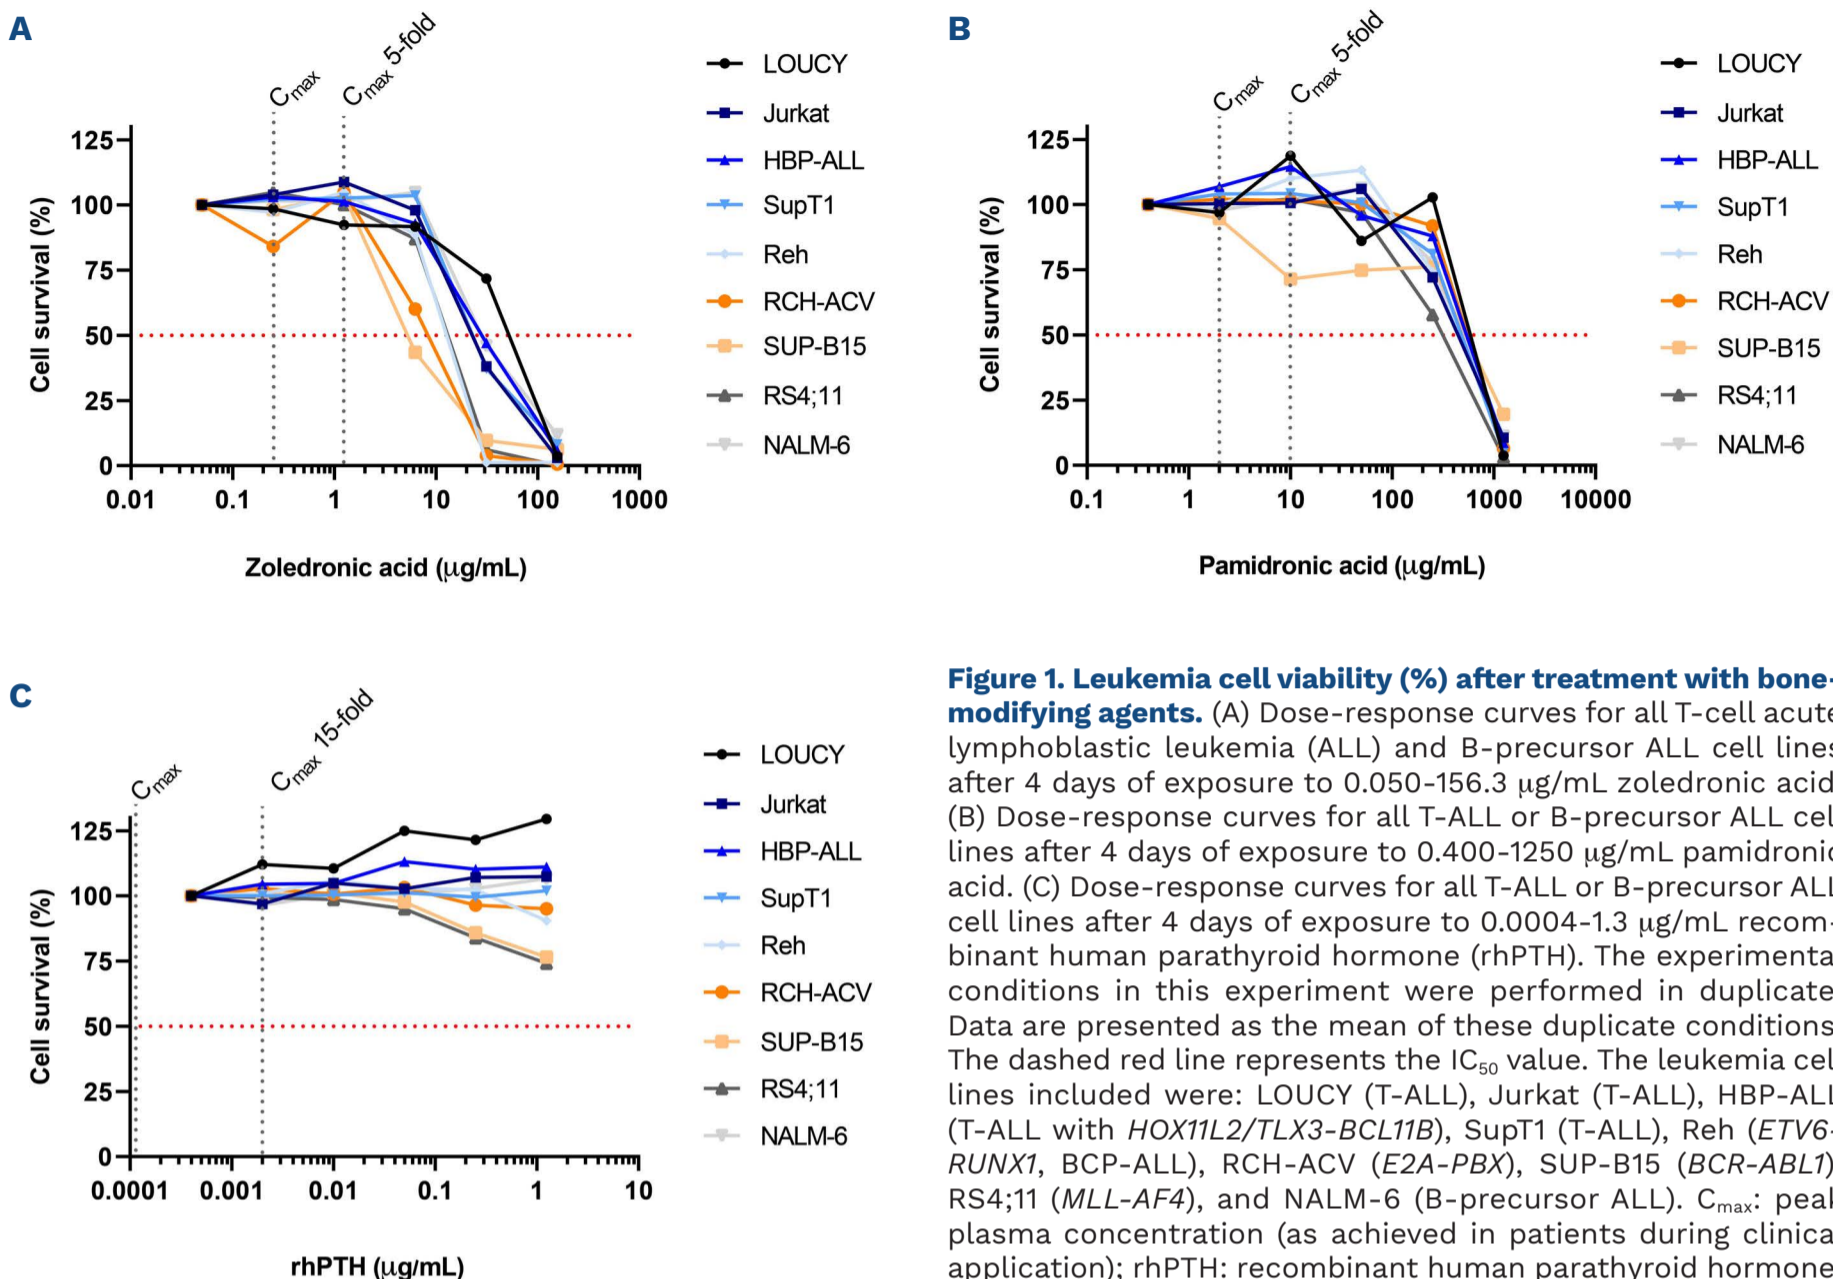 A
Cmax
Cmax 5-fold
125
100
75
50
25
0
Cell survival (%)
0.01 0.1 1 10 100 1000
Zoledronic acid (μg/mL)
LOUCY
Jurkat
HBP-ALL
SupT1
Reh
RCH-ACV
SUP-B15
RS4;11
NALM-6
B
Cmax
Cmax 5-fold
125
100
75
50
25
0
Cell survival (%)
0.1 1 10 100 1000 10000
Pamidronic acid (μg/mL)
LOUCY
Jurkat
HBP-ALL
SupT1
Reh
RCH-ACV
SUP-B15
RS4;11
NALM-6
C
Cmax
Cmax 15-fold
125
100
75
50
25
0
Cell survival (%)
0.0001 0.001 0.01 0.1 1 10
rhPTH (μg/mL)
LOUCY
Jurkat
HBP-ALL
SupT1
Reh
RCH-ACV
SUP-B15
RS4;11
NALM-6
Figure 1. Leukemia cell viability (%) after treatment with bone-
modifying agents. (A) Dose-response curves for all T-cell acute
lymphoblastic leukemia (ALL) and B-precursor ALL cell lines
after 4 days of exposure to 0.050-156.3 μg/mL zoledronic acid
(B) Dose-response curves for all T-ALL or B-precursor ALL cel
lines after 4 days of exposure to 0.400-1250 μg/mL pamidronic
acid. (C) Dose-response curves for all T-ALL or B-precursor ALL
cell lines after 4 days of exposure to 0.0004-1.3 μg/mL recom-
binant human parathyroid hormone (rhPTH). The experimenta
conditions in this experiment were performed in duplicate
Data are presented as the mean of these duplicate conditions
The dashed red line represents the IC50 value. The leukemia cel
lines included were: LOUCY (T-ALL), Jurkat (T-ALL), HBP-ALL
(T-ALL with HOX11L2/TLX3-BCL11B), SupT1 (T-ALL), Reh (ETV6-
RUNX1, BCP-ALL), RCH-ACV (E2A-PBX), SUP-B15 (BCR-ABL1)
RS4;11 (MLL-AF4), and NALM-6 (B-precursor ALL). Cmax: peak
plasma concentration (as achieved in patients during clinica
application); rhPTH: recombinant human parathyroid hormone